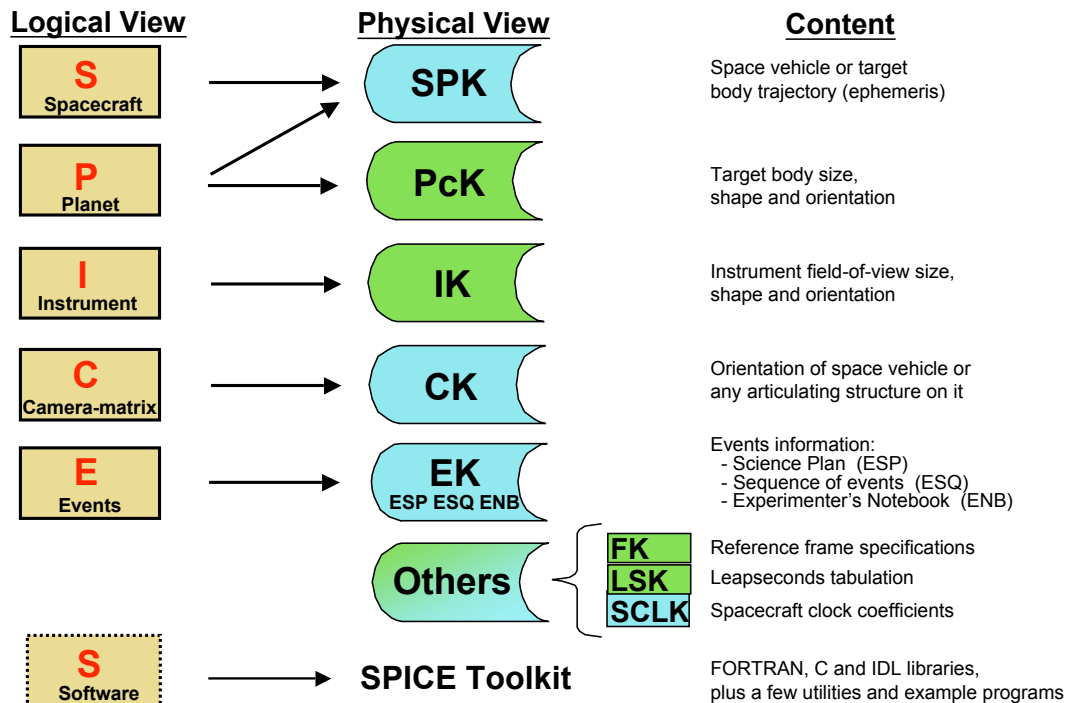 Logical View Physical View Content
S
Spacecraft
SPK
Space vehicle or target
body trajectory (ephemeris)
P
Planet
PcK
Target body size,
shape and orientation
I
Instrument
IK
Instrument field-of-view size,
shape and orientation
C
Camera-matrix
CK
Orientation of space vehicle or
any articulating structure on it
E
Events
EK
ESP ESQ ENB
Events information:
- Science Plan (ESP)
- Sequence of events (ESQ)
- Experimenter's Notebook (ENB)
Others
FK Reference frame specifications
LSK Leapseconds tabulation
SCLK Spacecraft clock coefficients
S
Software
SPICE Toolkit
FORTRAN, C and IDL libraries,
plus a few utilities and example programs